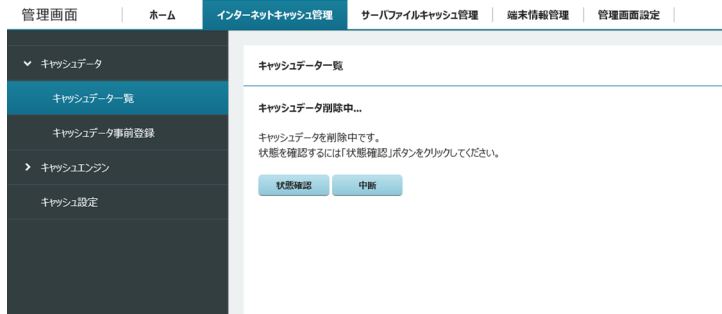 管理画面
ホーム
インターネットキャッシュ管理
サーバファイルキャッシュ管理
端末情報管理
管理画面設定
キャッシュデータ
キャッシュデータ一覧
キャッシュデータ事前登録
キャッシュエンジン
キャッシュ設定
キャッシュデータ一覧
キャッシュデータ削除中...
キャッシュデータを削除中です。
状態を確認するには「状態確認」ボタンをクリックしてください。
状態確認
中断